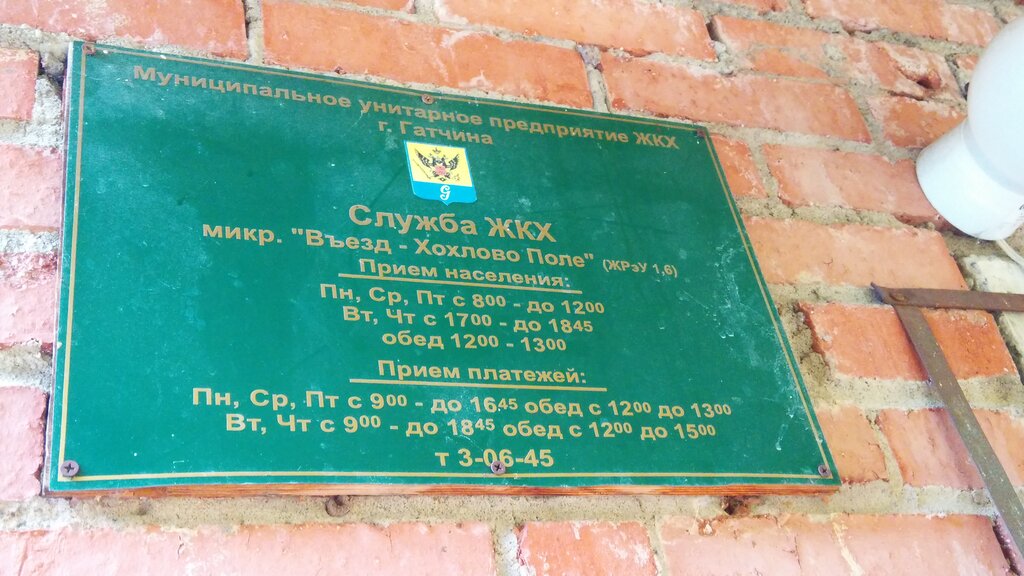 Муниципальное унитарное предприятие ЖКХ
г. Гатчина
G
Служба ЖКХ
микр. "Въезд - Хохлово Поле" (ЖРэУ 1,6)
Прием населения:
Пн, Ср, Пт с 8⁰⁰ - до 12⁰⁰
Вт, Чт с 17⁰⁰ - до 18⁴⁵
обед 12⁰⁰ - 13⁰⁰
Прием платежей:
Пн, Ср, Пт с 9⁰⁰ - до 16⁴⁵ обед с 12⁰⁰ до 13⁰⁰
Вт, Чт с 9⁰⁰ - до 18⁴⁵ обед с 12⁰⁰ до 15⁰⁰
т 3-06-45